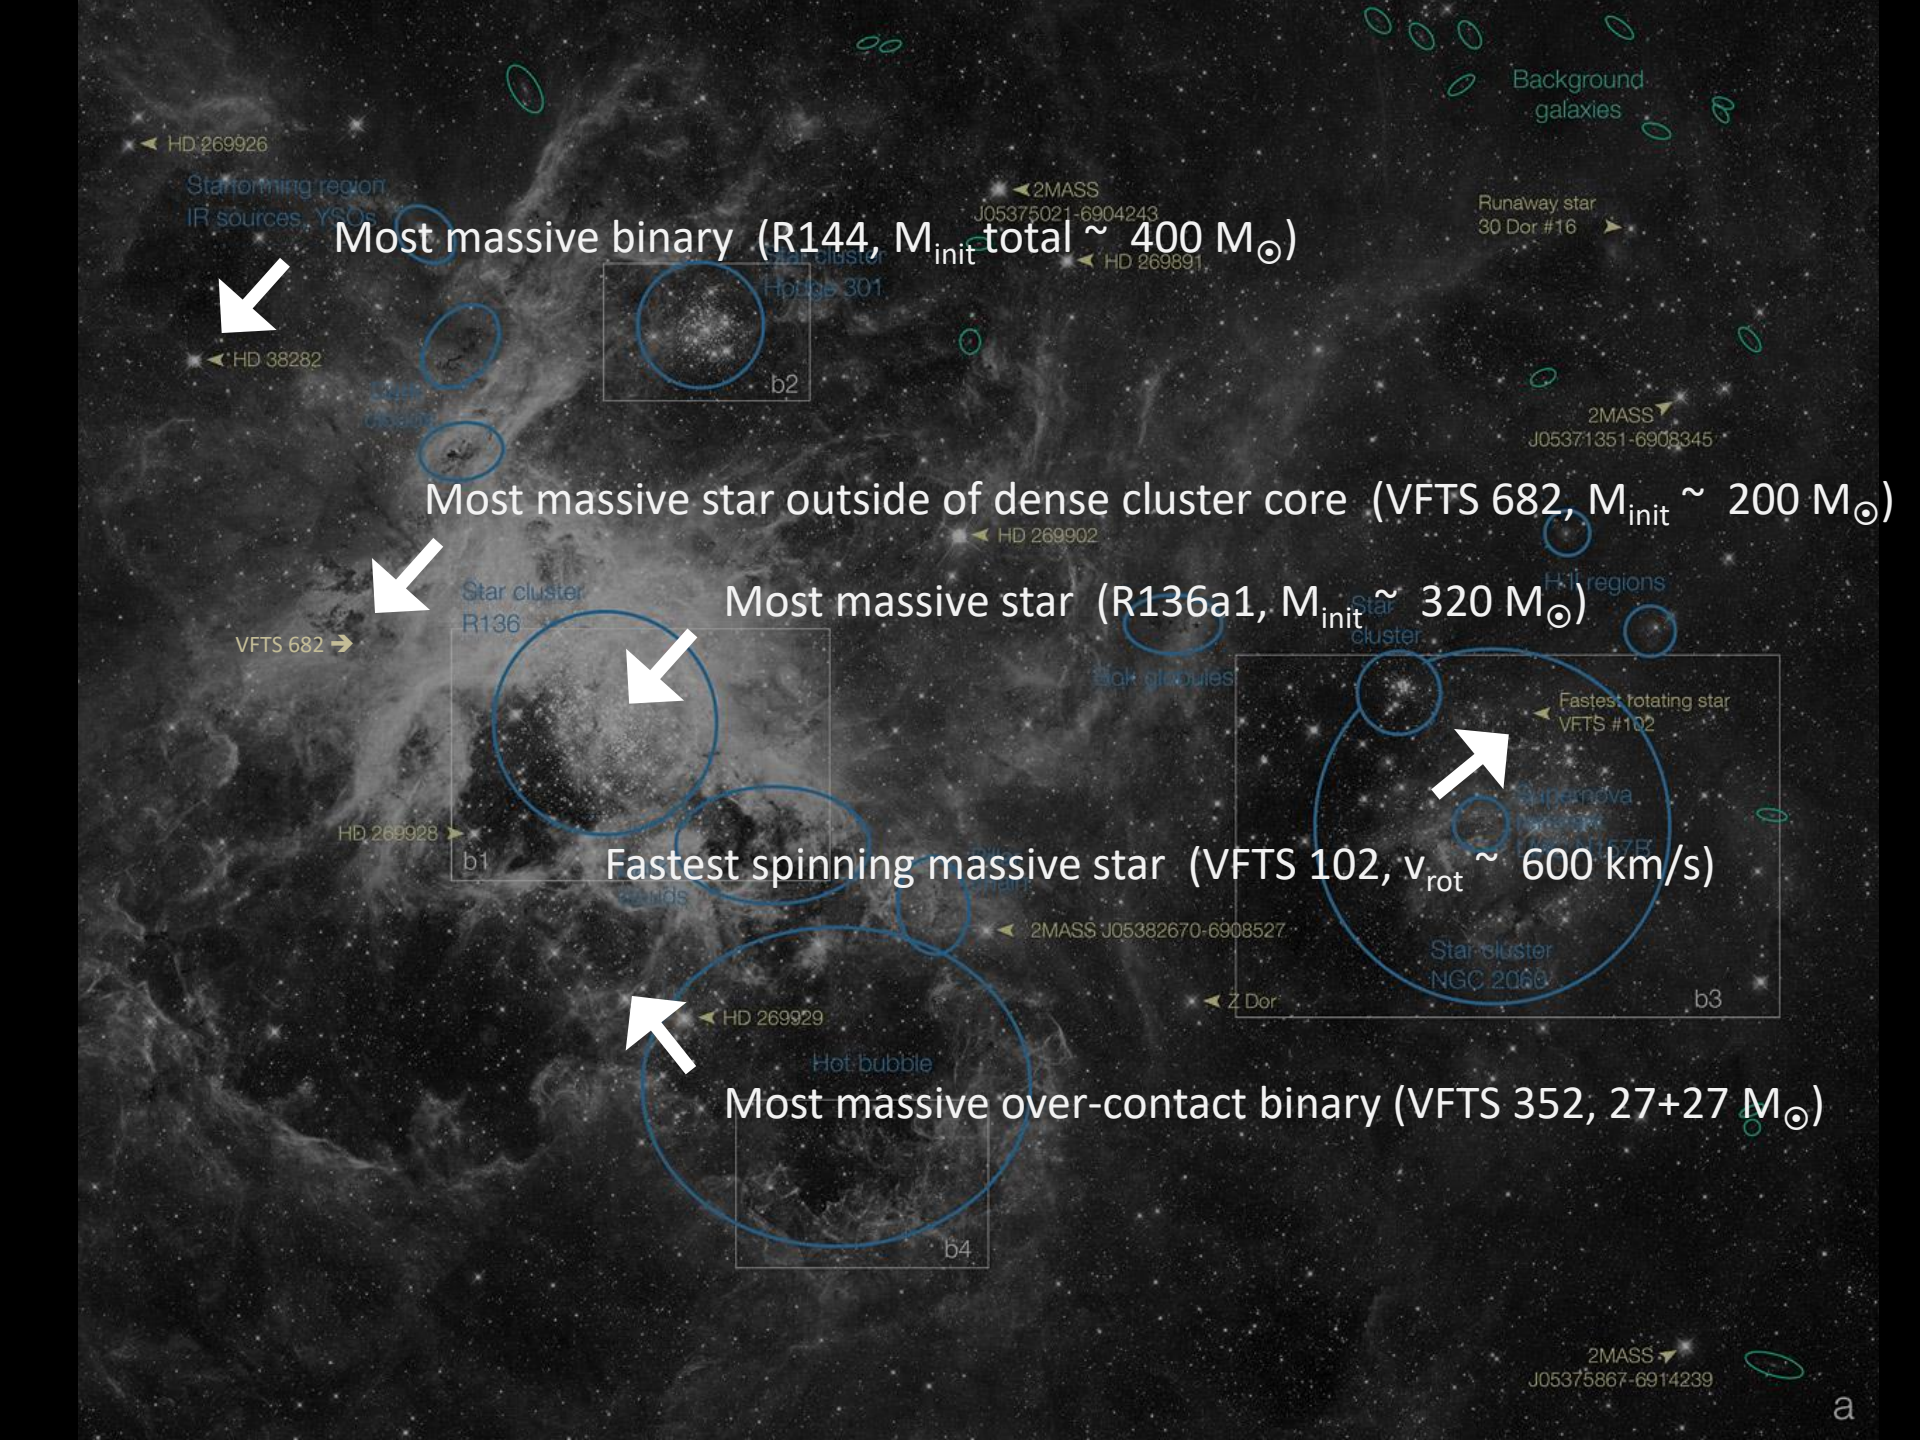 Background
galaxies
HD 269926
Starforming region
IR sources, YSOs
2MASS
J05375021-6904243
Runaway star
30 Dor #16
Most massive binary (R144, Minit total ~ 400 M☉)
Star cluster
Hodge 301
HD 269891
HD 38282
b2
2MASS
J05371351-6908345
Most massive star outside of dense cluster core (VFTS 682, Minit ~ 200 M☉)
HD 269902
Star cluster
R136
Most massive star (R136a1, Minit ~ 320 M☉)
H II regions
Star
cluster
VFTS 682 →
Bok globules
Fastest rotating star
VFTS #102
Supernova
HD 269928
b1
Fastest spinning massive star (VFTS 102, vrot ~ 600 km/s)
2MASS J05382670-6908527
Star cluster
NGC 2060
b3
Z Dor
HD 269929
Hot bubble
Most massive over-contact binary (VFTS 352, 27+27 M☉)
b4
2MASS
J05375867-6914239
a